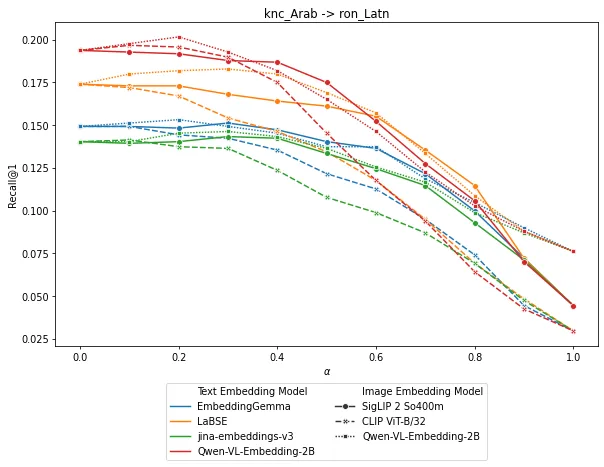 knc_Arab -> ron_Latn
Recall@1
0.200
0.175
0.150
0.125
0.100
0.075
0.050
0.025
0.0
0.2
0.4
0.6
0.8
1.0
α
Text Embedding Model
EmbeddingGemma
LaBSE
jina-embeddings-v3
Qwen-VL-Embedding-2B
Image Embedding Model
SigLIP 2 So400m
CLIP ViT-B/32
Qwen-VL-Embedding-2B